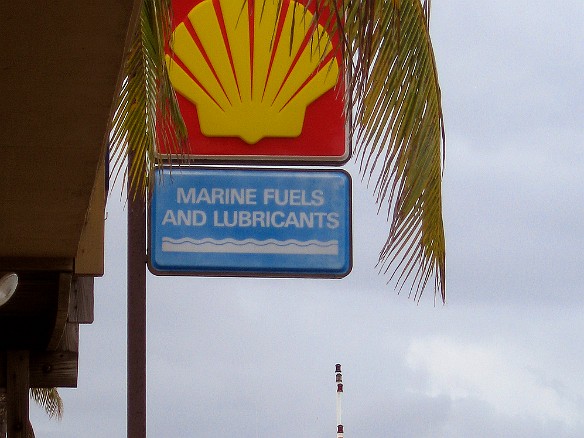 MARINE FUELS
AND LUBRICANTS